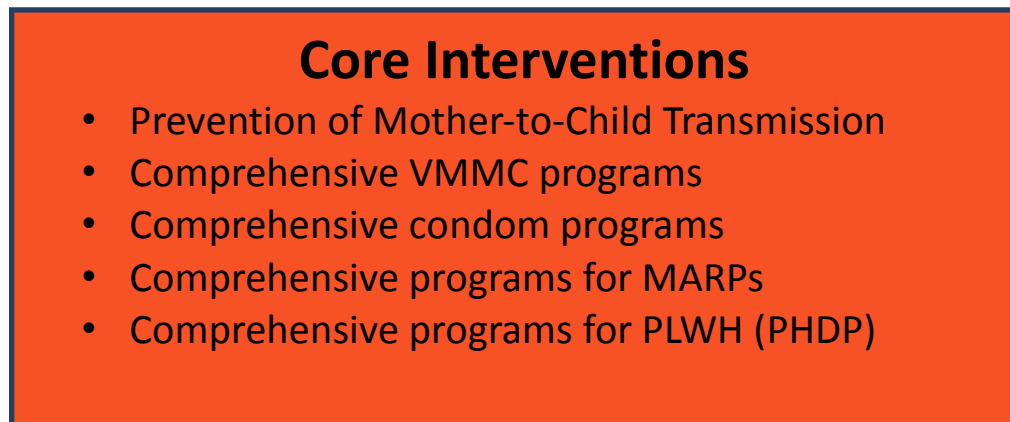 Core Interventions
• Prevention of Mother-to-Child Transmission
• Comprehensive VMMC programs
• Comprehensive condom programs
• Comprehensive programs for MARPs
• Comprehensive programs for PLWH (PHDP)